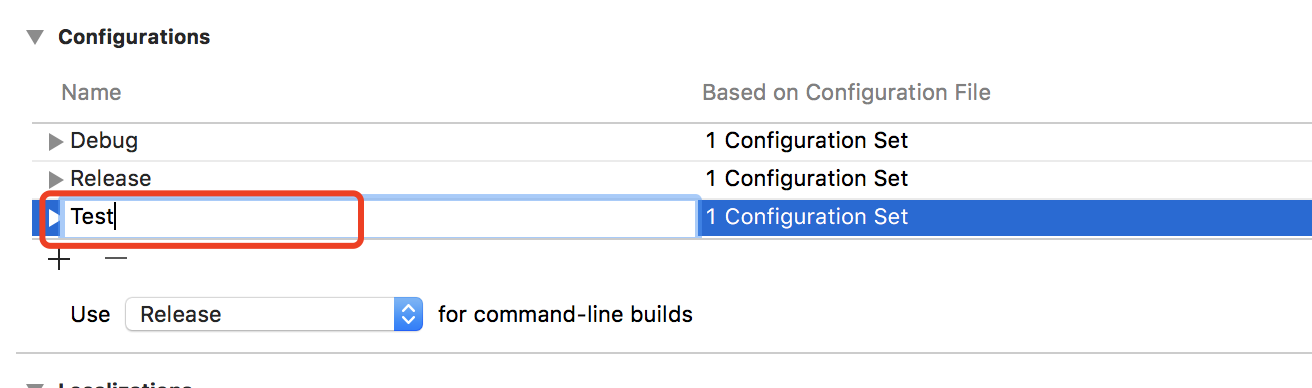 Configurations
Name Based on Configuration File
Debug 1 Configuration Set
Release 1 Configuration Set
Test 1 Configuration Set
Use Release for command-line builds
Localizations